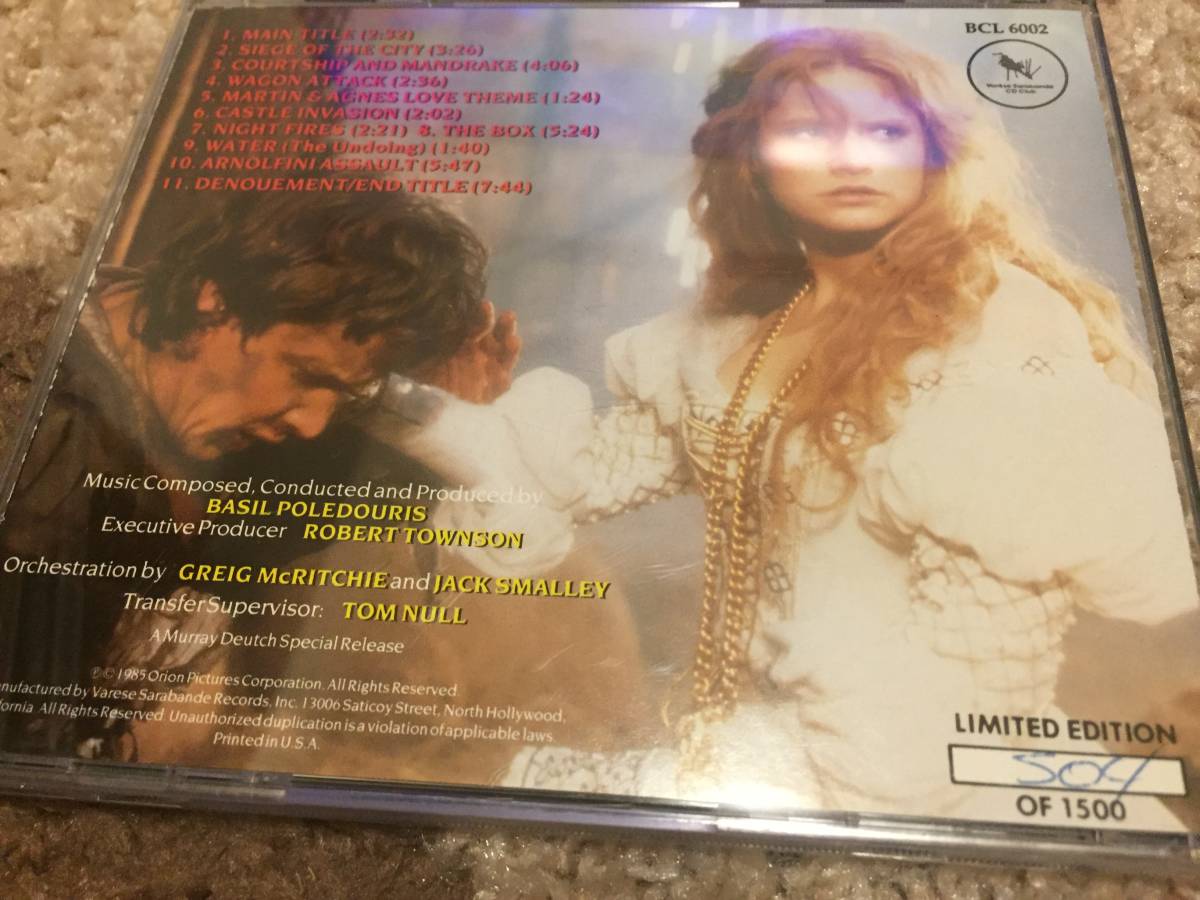 1. MAIN TITLE (2:32)
2. SIEGE OF THE CITY (3:26)
3. COURTSHIP AND MANDRAKE (4:06)
4. WAGON ATTACK (2:36)
5. MARTIN & AGNES LOVE THEME (1:24)
6. CASTLE INVASION (2:02)
7. NIGHT FIRES (2:21) 8. THE BOX (5:24)
9. WATER (The Undoing) (1:40)
10. ARNOLFINI ASSAULT (5:47)
11. DENOUEMENT/END TITLE (7:44)
BCL 6002
Varèse Sarabande
CD Club
Music Composed, Conducted and Produced by
BASIL POLEDOURIS
Executive Producer ROBERT TOWNSON
Orchestration by GREIG McRITCHIE and JACK SMALLEY
Transfer Supervisor: TOM NULL
A Murray Deutch Special Release
℗ © 1985 Orion Pictures Corporation. All Rights Reserved
anufactured by Varese Sarabande Records, Inc. 13006 Saticoy Street, North Hollywood,
fornia All Rights Reserved Unauthorized duplication is a violation of applicable laws.
Printed in U.S.A.
LIMITED EDITION
504
OF 1500